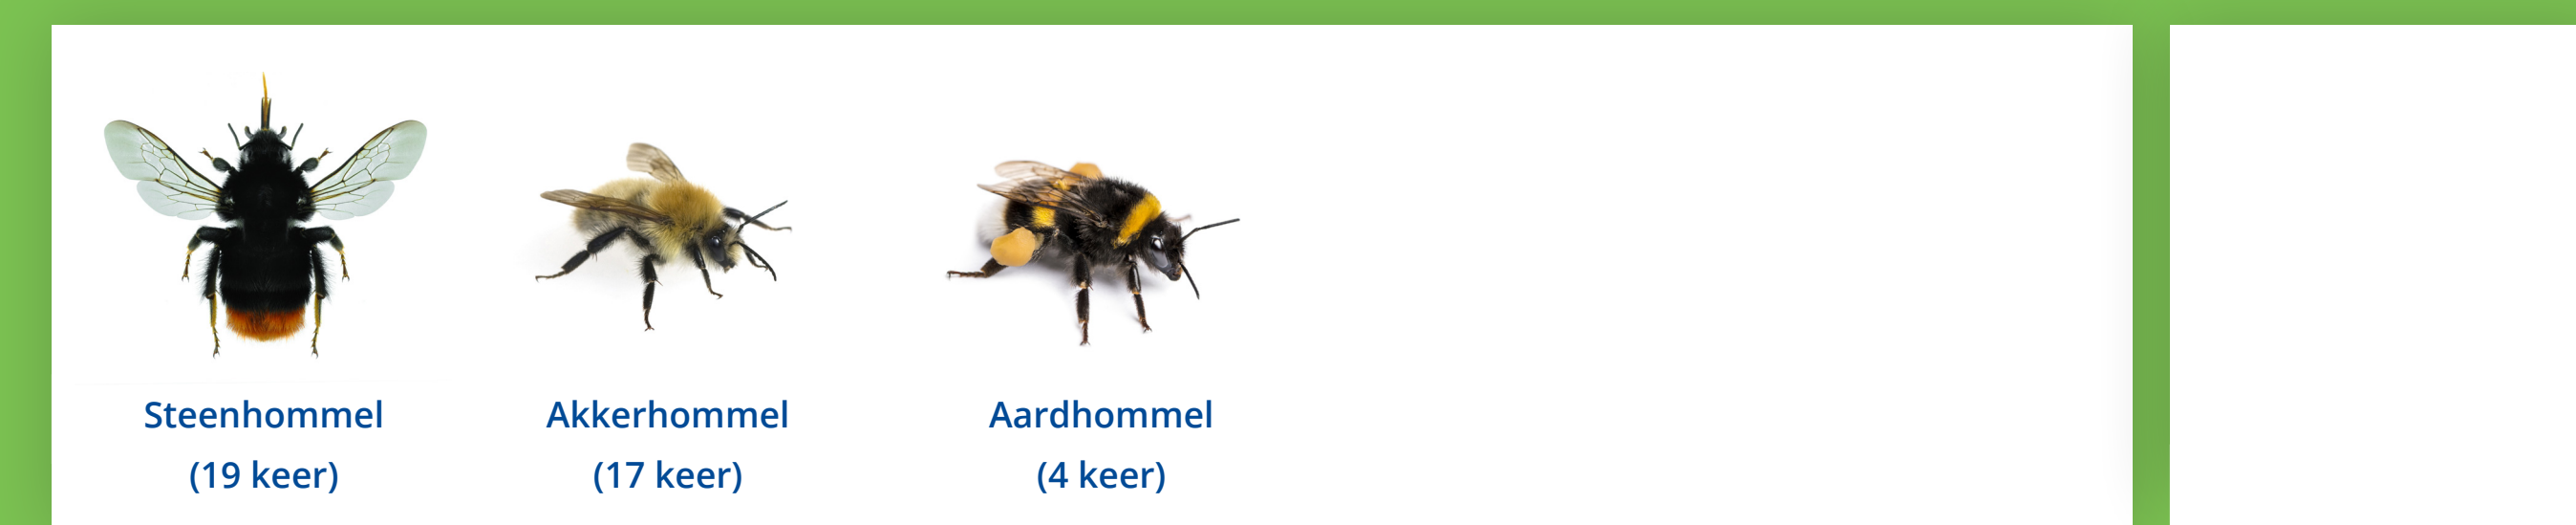 Steenhommel
(19 keer)
Akkerhommel
(17 keer)
Aardhommel
(4 keer)